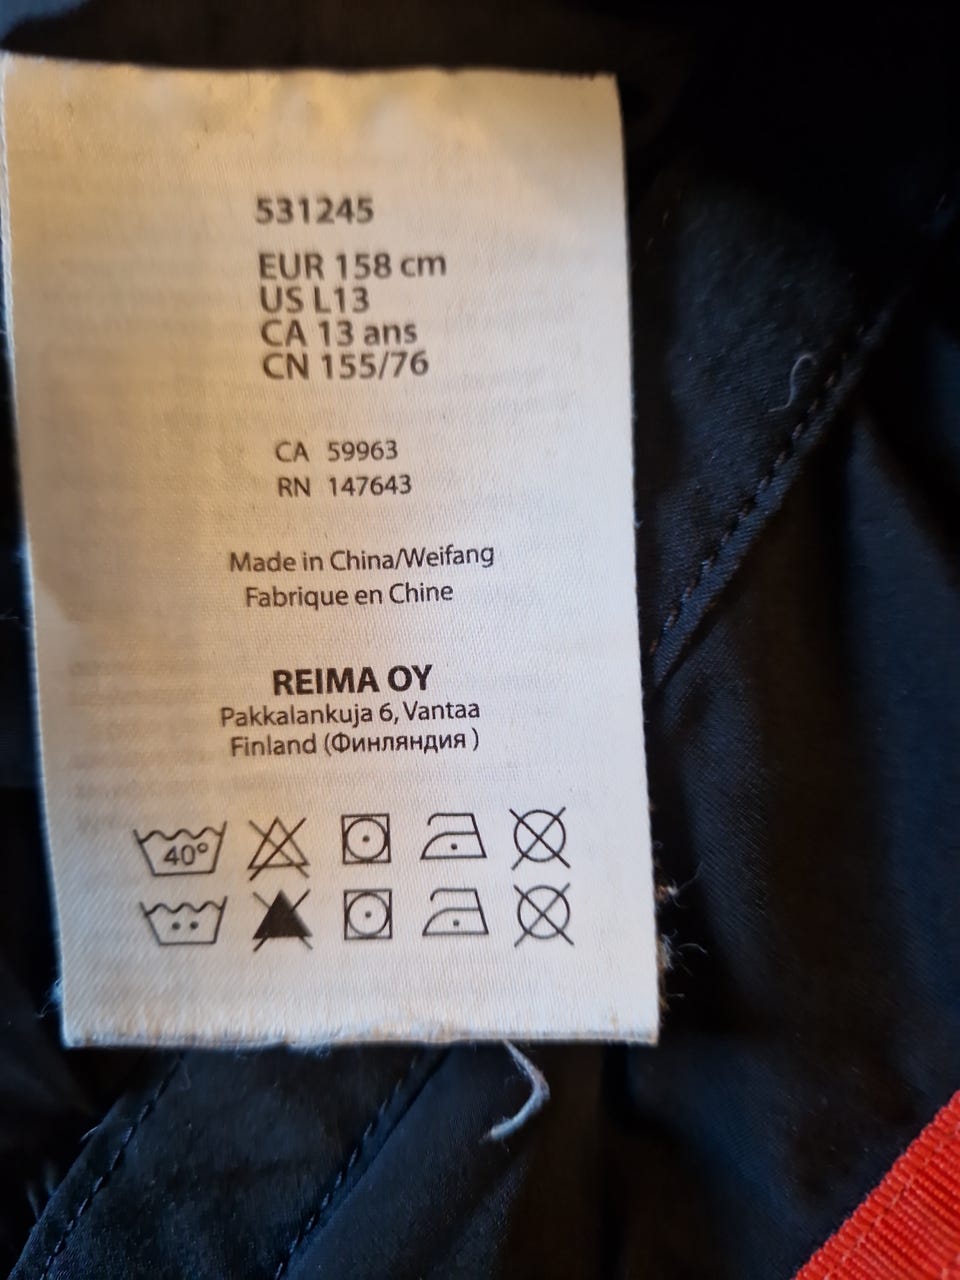 531245
EUR 158 cm
US L13
CA 13 ans
CN 155/76
CA 59963
RN 147643
Made in China/Weifang
Fabrique en Chine
REIMA OY
Pakkalankuja 6, Vantaa
Finland (Финляндия )
40°